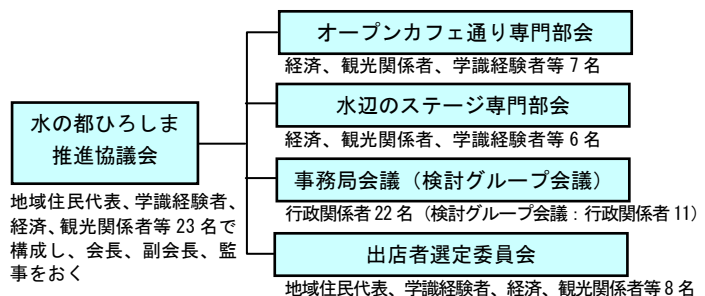 水の都ひろしま
推進協議会
地域住民代表、学識経験者、
経済、観光関係者等 23 名で
構成し、会長、副会長、監
事をおく
オープンカフェ通り専門部会
経済、観光関係者、学識経験者等 7 名
水辺のステージ専門部会
経済、観光関係者、学識経験者等 6 名
事務局会議（検討グループ会議）
行政関係者 22 名（検討グループ会議：行政関係者 11）
出店者選定委員会
地域住民代表、学識経験者、経済、観光関係者等 8 名